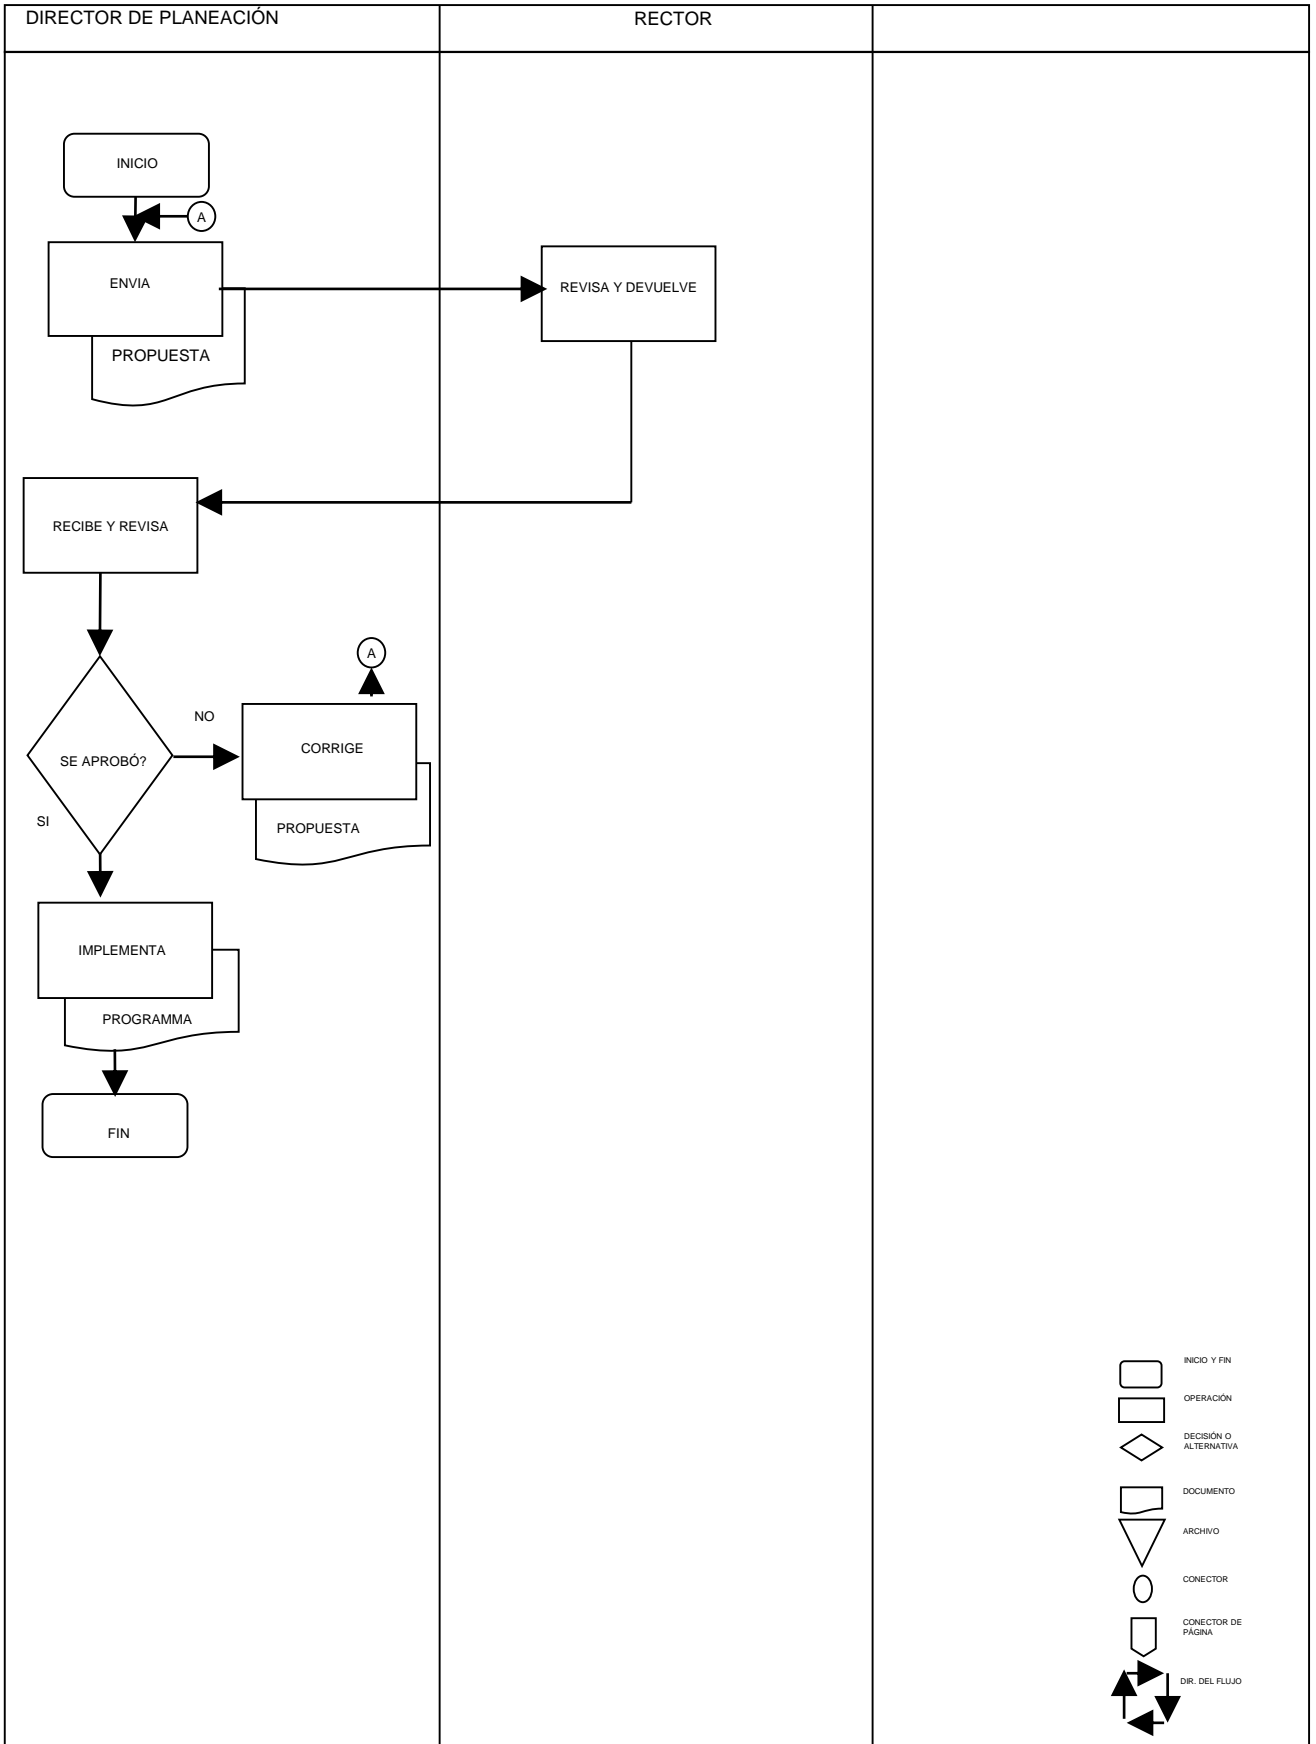 DIRECTOR DE PLANEACIÓN
RECTOR
INICIO
A
ENVIA
PROPUESTA
REVISA Y DEVUELVE
RECIBE Y REVISA
A
NO
CORRIGE
SE APROBÓ?
SI
PROPUESTA
IMPLEMENTA
PROGRAMMA
FIN
INICIO Y FIN
OPERACIÓN
DECISIÓN O
ALTERNATIVA
DOCUMENTO
ARCHIVO
CONECTOR
CONECTOR DE
PÁGINA
DIR. DEL FLUJO